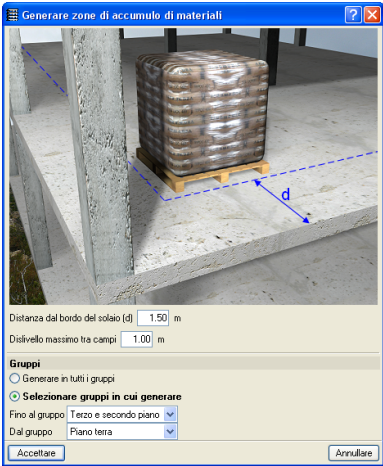 Generare zone di accumulo di materiali
d
Distanza dal bordo del solaio (d) 1.50 m
Dislivello massimo tra campi 1.00 m
Gruppi
Generare in tutti i gruppi
Selezionare gruppi in cui generare
Fino al gruppo Terzo e secondo piano
Dal gruppo Piano terra
Accettare Annullare